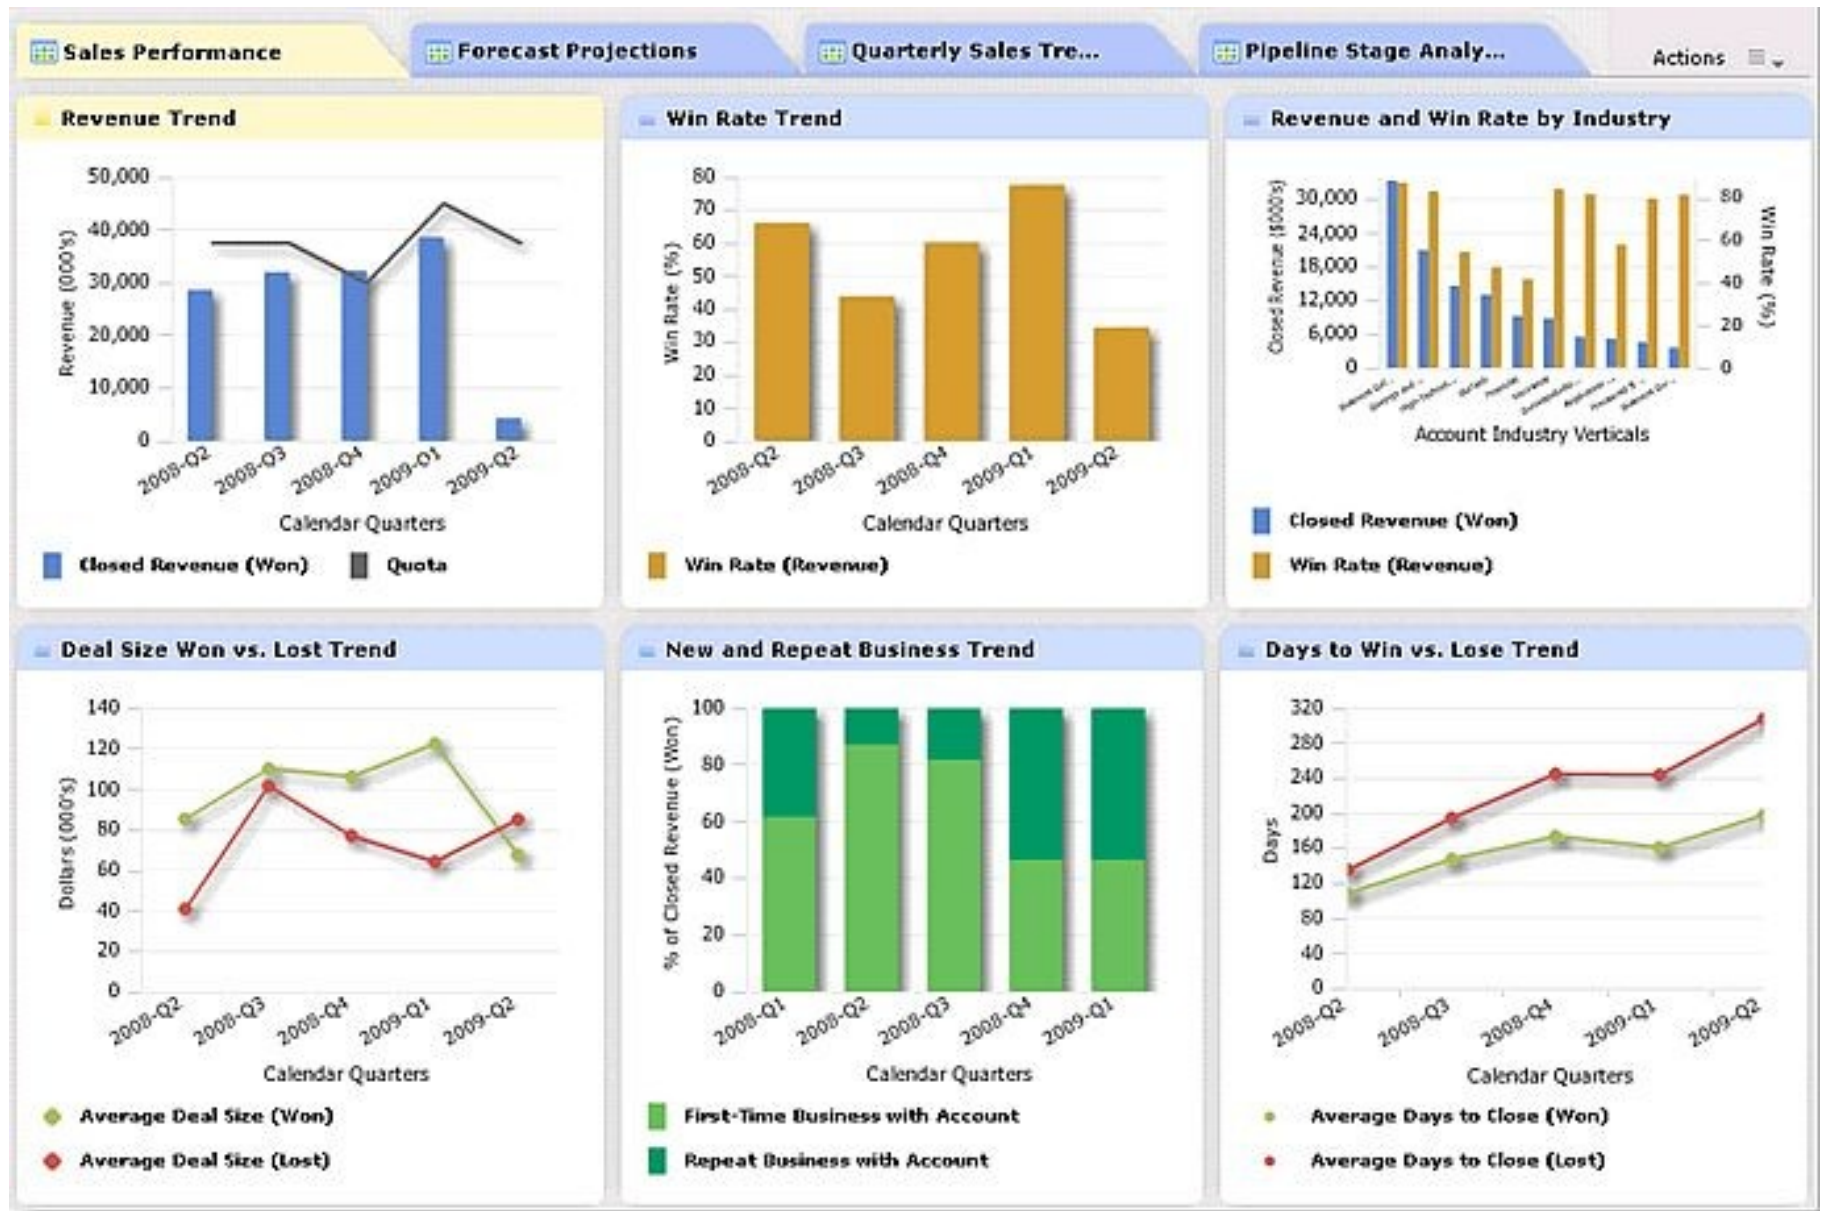 Sales Performance
Forecast Projections
Quarterly Sales Tre...
Pipeline Stage Analy...
Actions
Revenue Trend
50,000
40,000
30,000
20,000
10,000
0
Revenue (000's)
2008-Q2
2008-Q3
2008-Q4
2009-Q1
2009-Q2
Calendar Quarters
Closed Revenue (Won)
Quota
Win Rate Trend
80
70
60
50
40
30
20
10
0
Win Rate (%)
2008-Q2
2008-Q3
2008-Q4
2009-Q1
2009-Q2
Calendar Quarters
Win Rate (Revenue)
Revenue and Win Rate by Industry
30,000
24,000
18,000
12,000
6,000
0
Closed Revenue ($000's)
80
60
40
20
0
Win Rate (%)
Account Industry Verticals
Closed Revenue (Won)
Win Rate (Revenue)
Deal Size Won vs. Lost Trend
140
120
100
80
60
40
20
0
Dollars (000's)
2008-Q2
2008-Q3
2008-Q4
2009-Q1
2009-Q2
Calendar Quarters
Average Deal Size (Won)
Average Deal Size (Lost)
New and Repeat Business Trend
100
80
60
40
20
0
% of Closed Revenue (Won)
2008-Q1
2008-Q2
2008-Q3
2008-Q4
2009-Q1
Calendar Quarters
First-Time Business with Account
Repeat Business with Account
Days to Win vs. Lose Trend
320
280
240
200
160
120
80
40
0
Days
2008-Q2
2008-Q3
2008-Q4
2009-Q1
2009-Q2
Calendar Quarters
Average Days to Close (Won)
Average Days to Close (Lost)